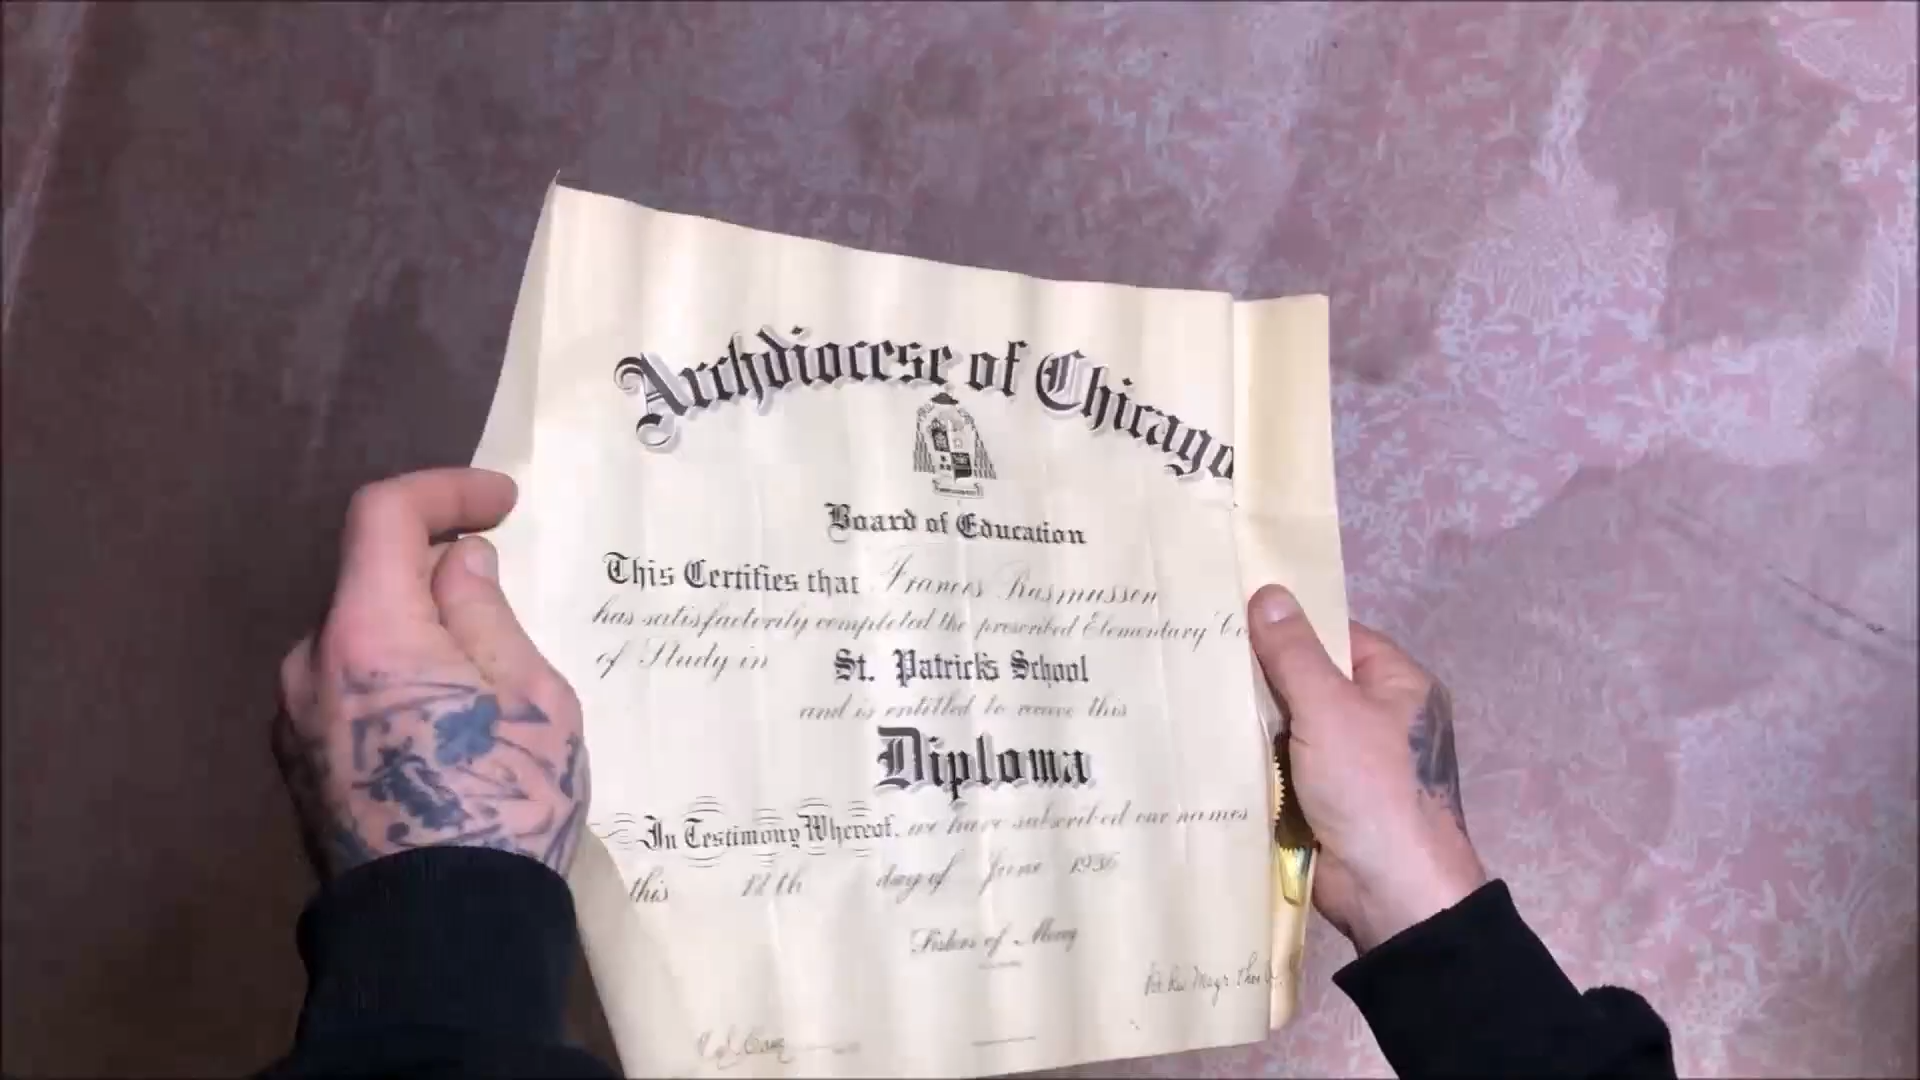 Archdiocese of Chicago
Board of Education
This Certifies that Frances Rasmussen
has satisfactorily completed the prescribed Elementary Co
of Study in St. Patrick's School
and is entitled to receive this
Diploma
In Testimony Whereof, we have subscribed our names
this 12th day of June 1936
Sisters of Mercy